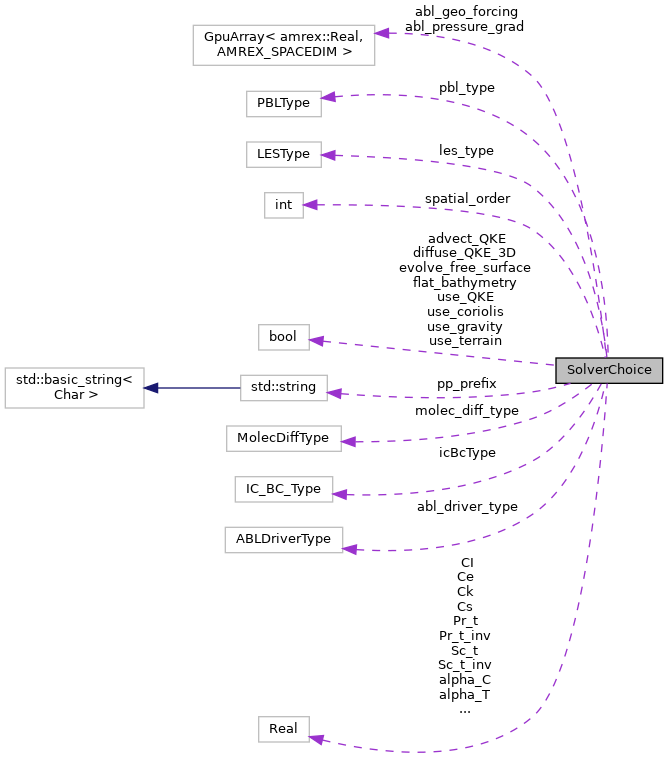 abl_geo_forcing
abl_pressure_grad
GpuArray< amrex::Real,
AMREX_SPACEDIM >
pbl_type
PBLType
les_type
LESType
spatial_order
int
advect_QKE
diffuse_QKE_3D
evolve_free_surface
flat_bathymetry
use_QKE
use_coriolis
use_gravity
use_terrain
bool
SolverChoice
std::basic_string<
Char >
std::string
pp_prefix
molec_diff_type
MolecDiffType
icBcType
IC_BC_Type
abl_driver_type
ABLDriverType
CI
Ce
Ck
Cs
Pr_t
Pr_t_inv
Sc_t
Sc_t_inv
alpha_C
alpha_T
...
Real